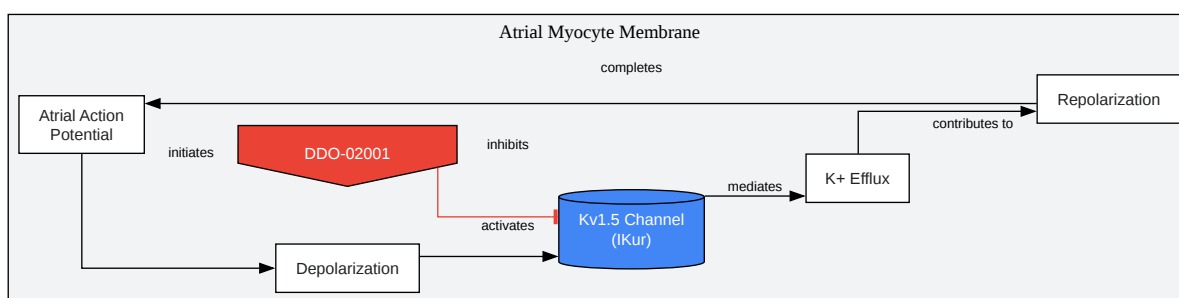 Atrial Myocyte Membrane
completes
Repolarization
Atrial Action
Potential
contributes to
initiates
DDO-02001
inhibits
K+ Efflux
mediates
Kv1.5 Channel
(IKur)
activates
Depolarization